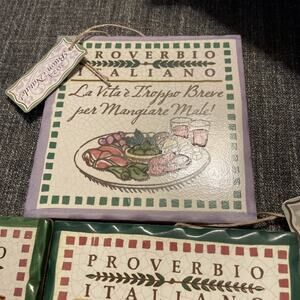 PROVERBIO
ITALIANO
La Vita è Troppo Breve
per Mangiare Male!
PROVERBIO
ITALIANO